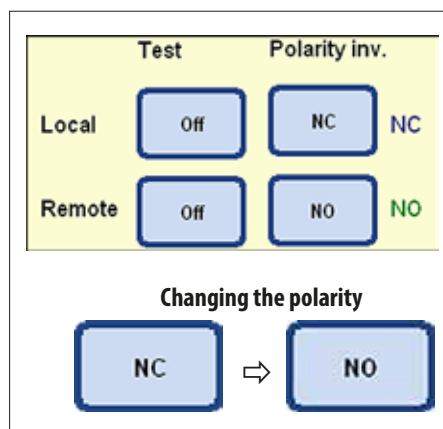 Test Polarity inv.
Local Off NC NC
Remote Off NO NO
Changing the polarity
NC ⇨ NO